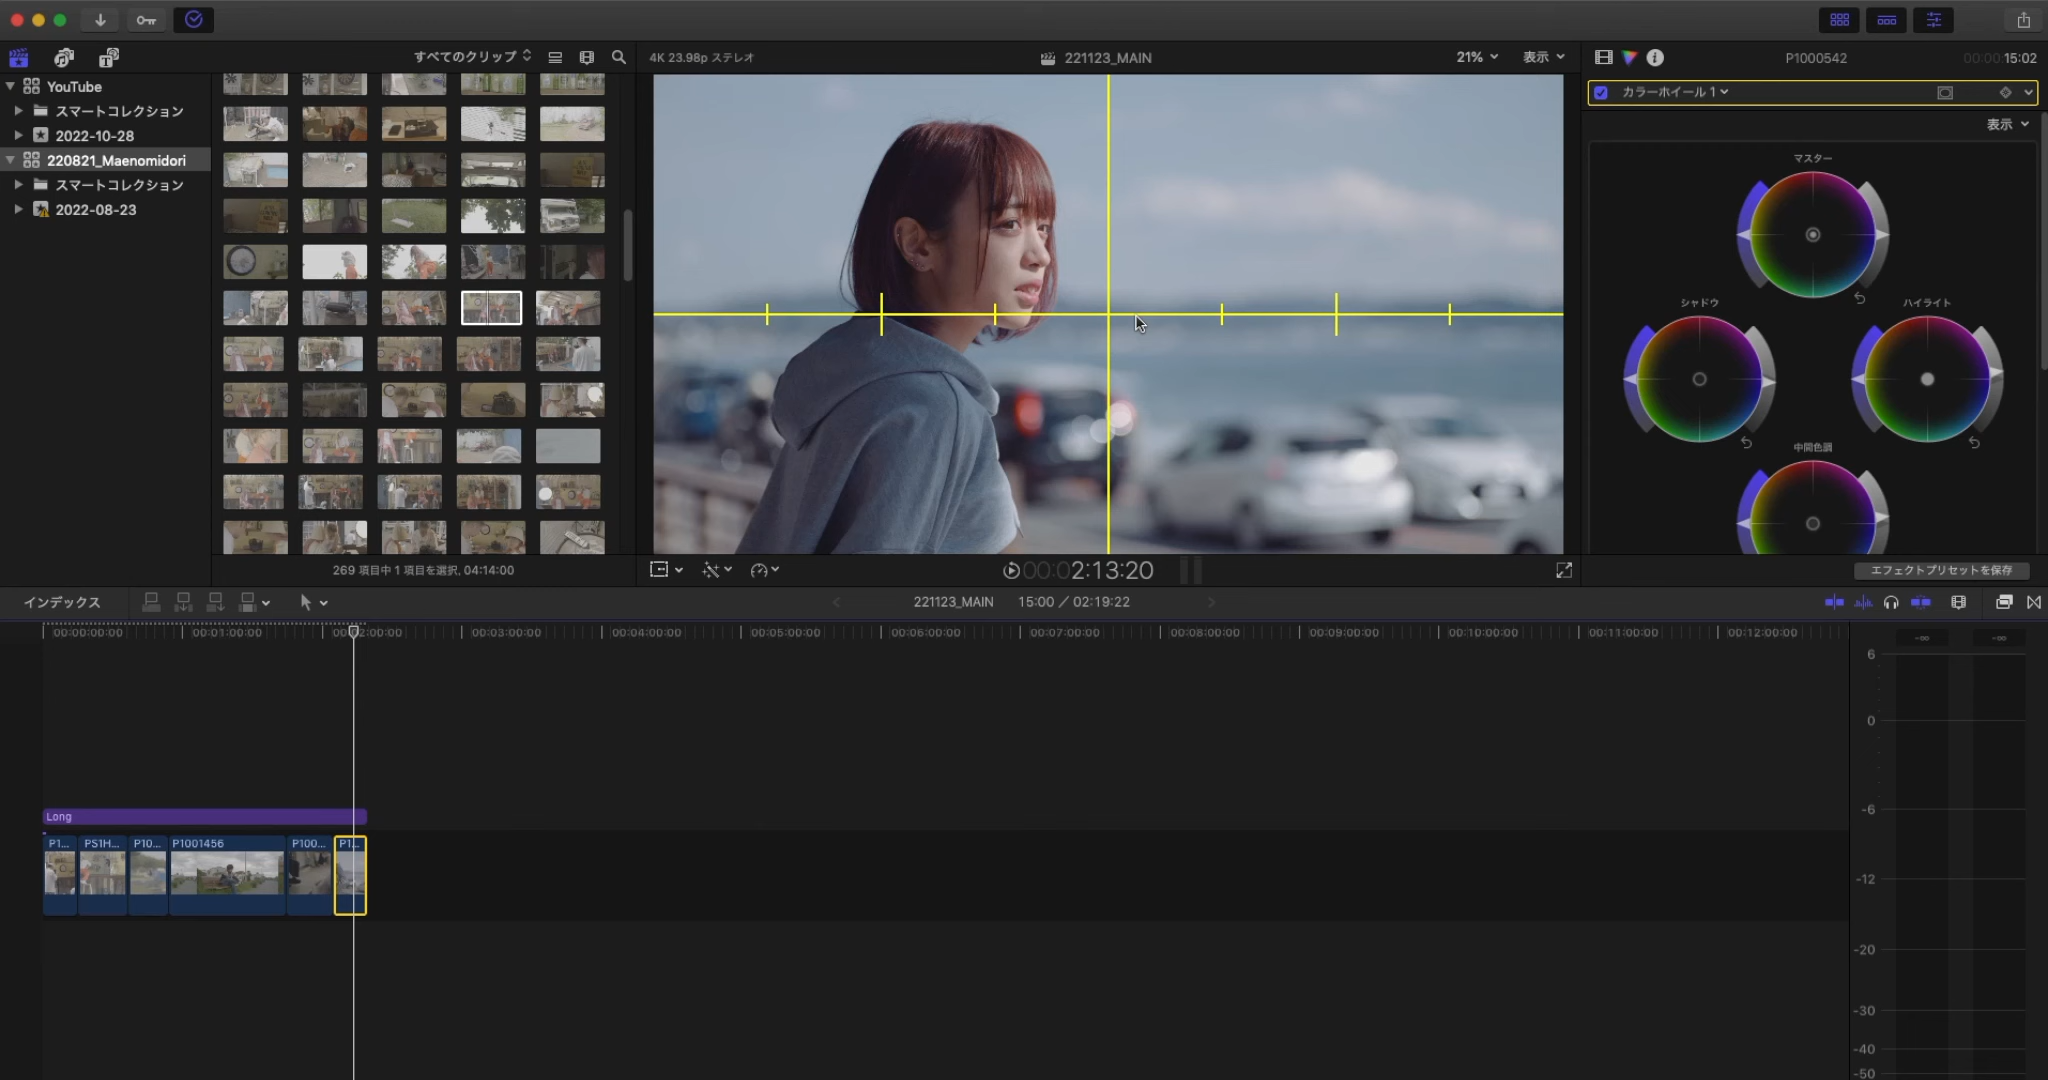 すべてのクリップ
4K 23.98p ステレオ
221123_MAIN
21%
表示
P1000542
00:00:15:02
YouTube
スマートコレクション
2022-10-28
220821_Maenomidori
スマートコレクション
2022-08-23
カラーホイール 1
表示
マスター
シャドウ
ハイライト
中間色調
269 項目中 1 項目を選択, 04:14:00
00:02:13:20
エフェクトプリセットを保存
インデックス
221123_MAIN
15:00 / 02:19:22
00:00:00:00
00:01:00:00
00:02:00:00
00:03:00:00
00:04:00:00
00:05:00:00
00:06:00:00
00:07:00:00
00:08:00:00
00:09:00:00
00:10:00:00
00:11:00:00
00:12:00:00
-∞
-∞
6
0
-6
-12
-20
-30
-40
-50
Long
P1...
PS1H...
P10...
P1001456
P100...
P1...